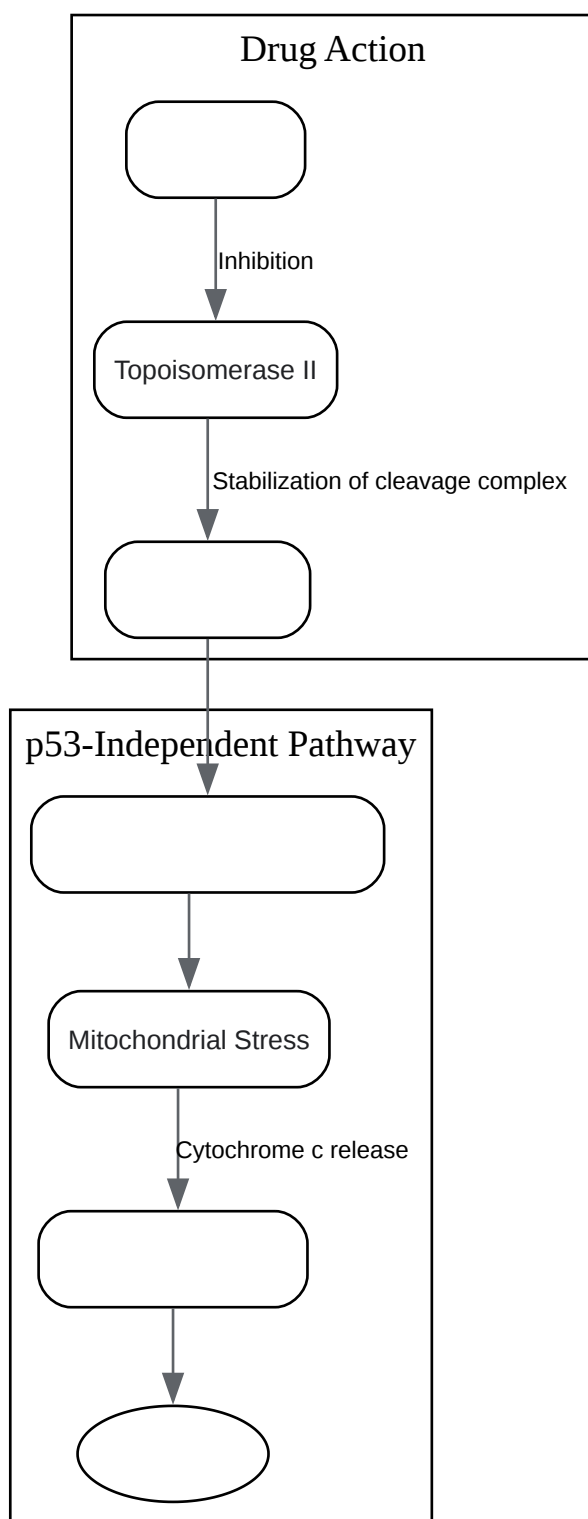 Drug Action
Inhibition
Topoisomerase II
Stabilization of cleavage complex
p53-Independent Pathway
Mitochondrial Stress
Cytochrome c release